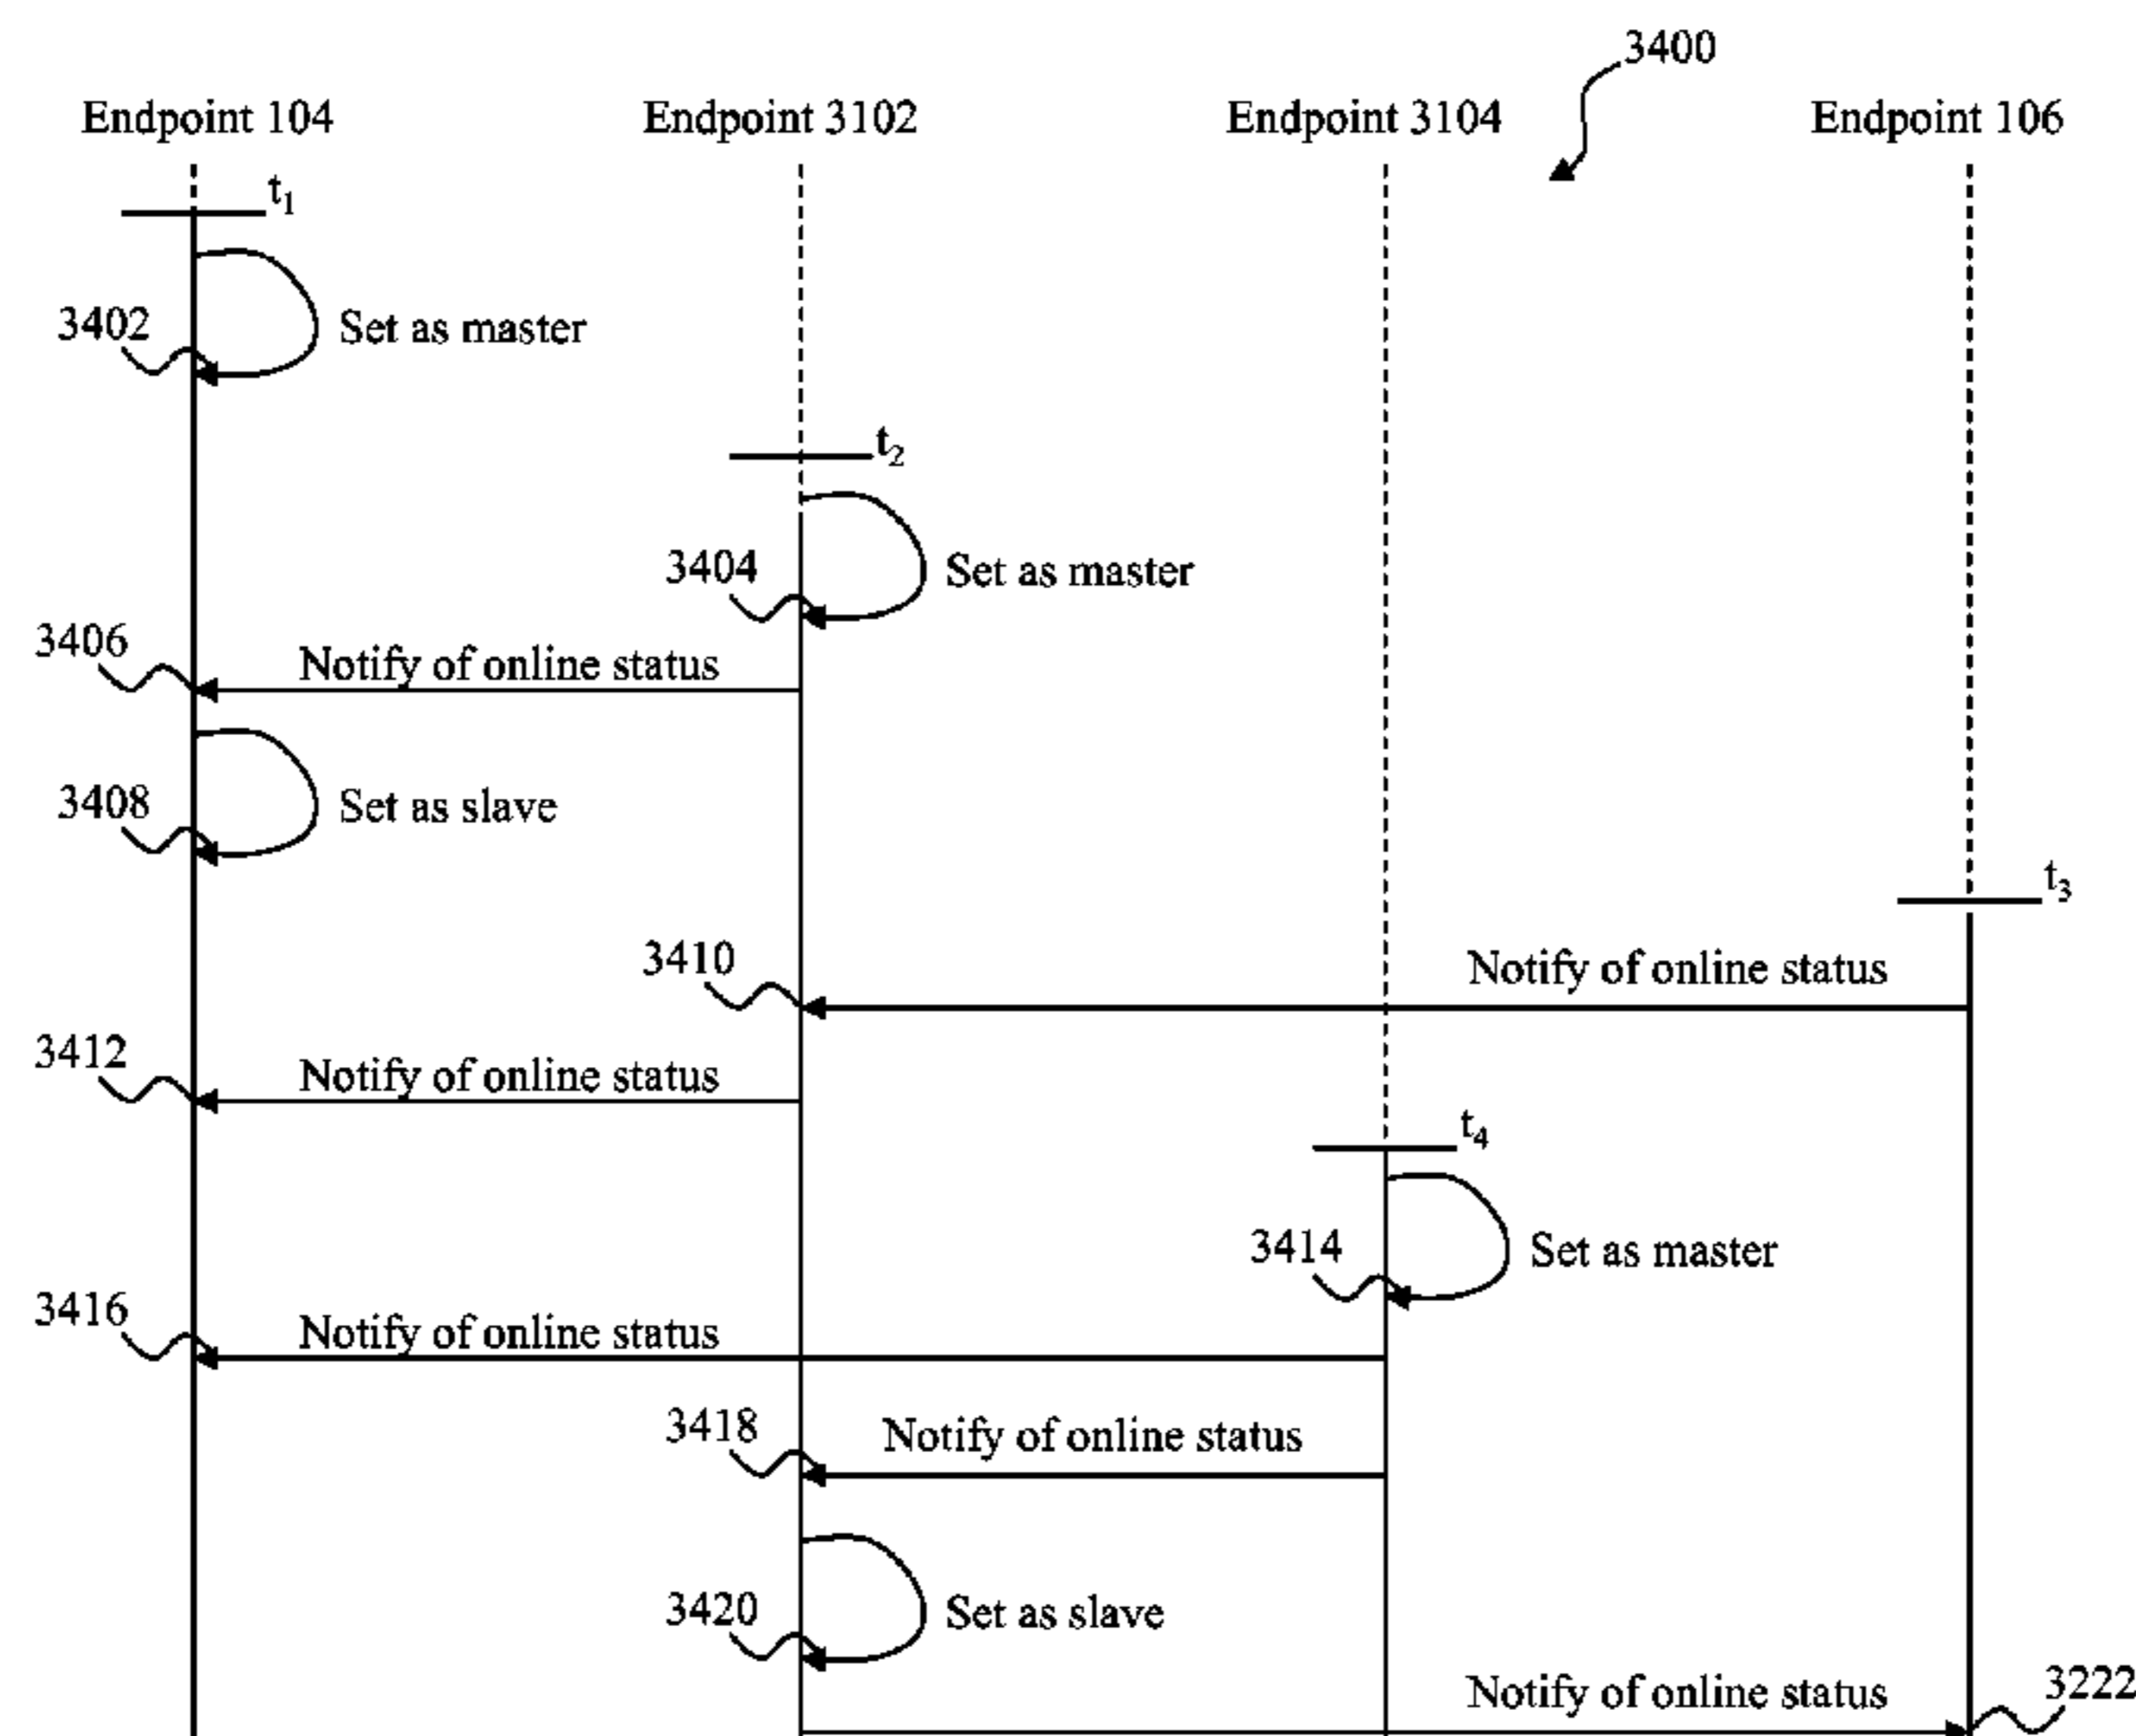 3400
Endpoint 104
Endpoint 3102
Endpoint 3104
Endpoint 106
t1
3402
Set as master
t2
3404
Set as master
3406
Notify of online status
3408
Set as slave
t3
3410
Notify of online status
3412
Notify of online status
t4
3414
Set as master
3416
Notify of online status
3418
Notify of online status
3420
Set as slave
Notify of online status
3222